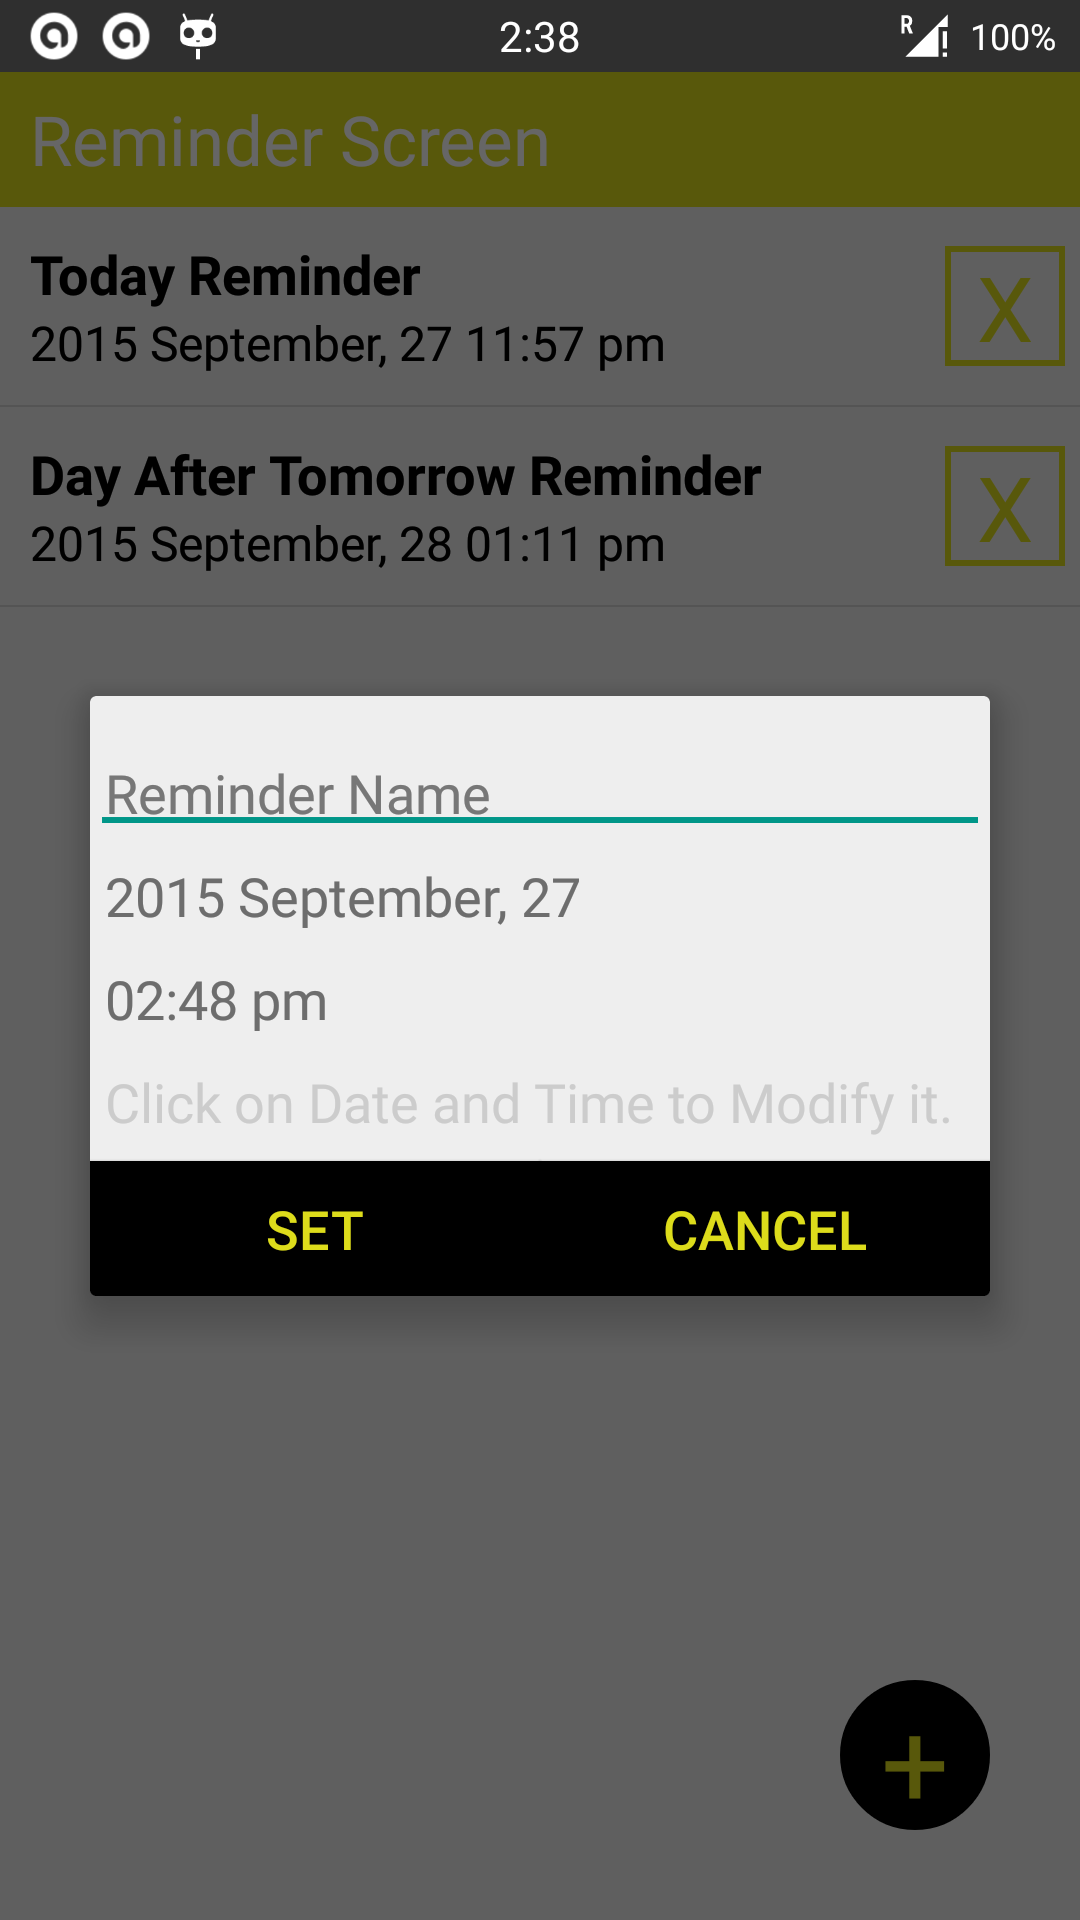 2:38
R
100%
Reminder Screen
Today Reminder
2015 September, 27 11:57 pm
X
Day After Tomorrow Reminder
2015 September, 28 01:11 pm
X
Reminder Name
2015 September, 27
02:48 pm
Click on Date and Time to Modify it.
SET CANCEL
+